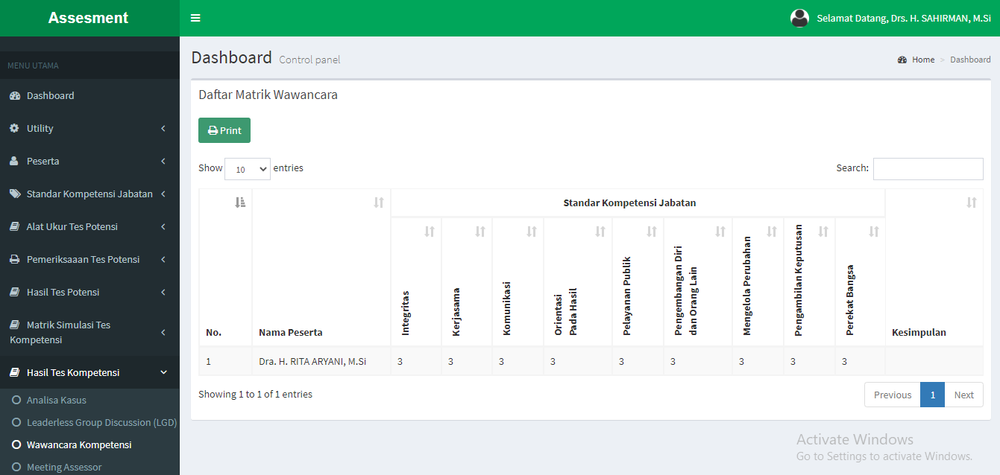 Assesment
Selamat Datang, Drs. H. SAHIRMAN, M.Si
MENU UTAMA
Dashboard
Utility
Peserta
Standar Kompetensi Jabatan
Alat Ukur Tes Potensi
Pemeriksaaan Tes Potensi
Hasil Tes Potensi
Matrik Simulasi Tes
Kompetensi
Hasil Tes Kompetensi
Analisa Kasus
Leaderless Group Discussion (LGD)
Wawancara Kompetensi
Meeting Assessor
Dashboard Control panel
Home > Dashboard
Daftar Matrik Wawancara
Print
Show 10 entries
Search:
Standar Kompetensi Jabatan
No.
Nama Peserta
Integritas
Kerjasama
Komunikasi
Orientasi
Pada Hasil
Pelayanan Publik
Pengembangan Diri
dan Orang Lain
Mengelola Perubahan
Pengambilan Keputusan
Perekat Bangsa
Kesimpulan
1 Dra. H. RITA ARYANI, M.Si 3 3 3 3 3 3 3 3 3
Showing 1 to 1 of 1 entries
Previous 1 Next
Activate Windows
Go to Settings to activate Windows.